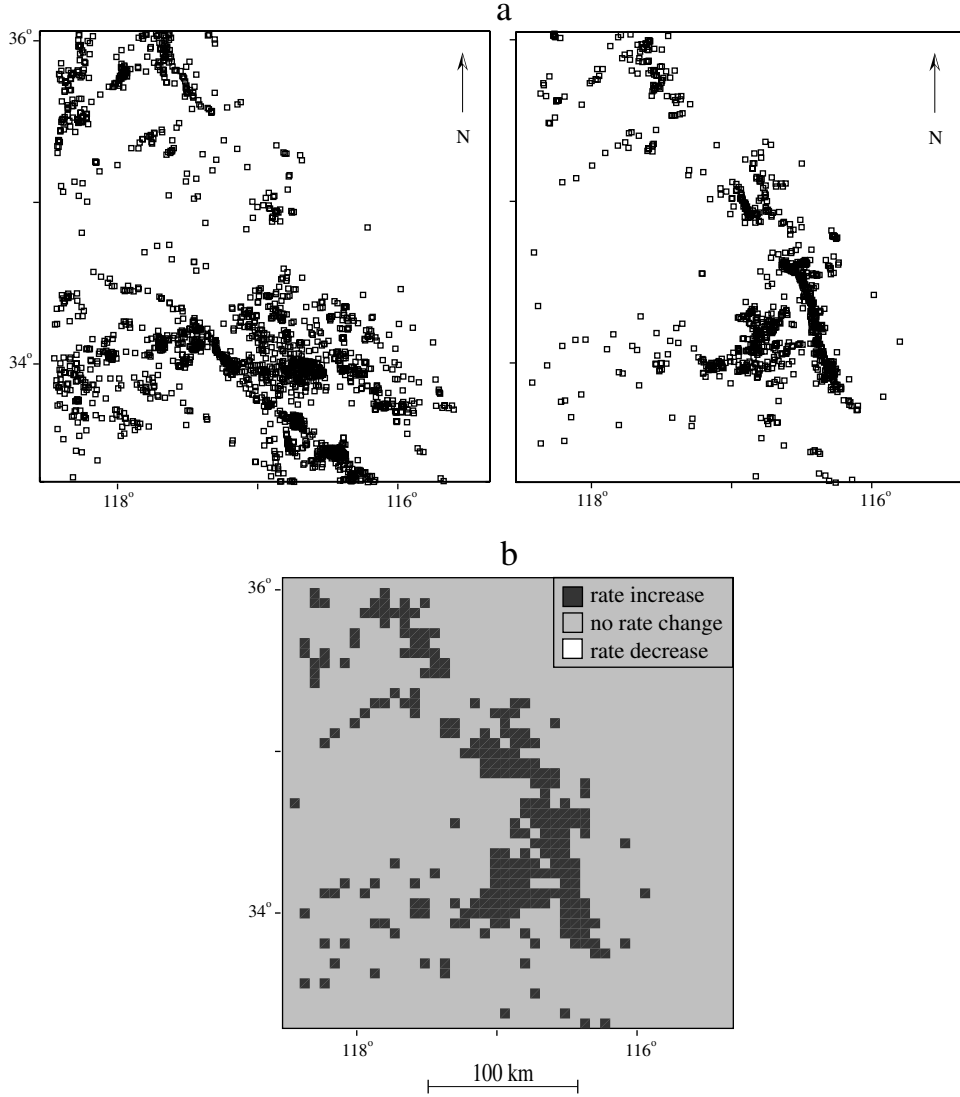 a
36°
N
N
34°
118°
116°
118°
116°
b
36°
rate increase
no rate change
rate decrease
34°
118°
116°
100 km